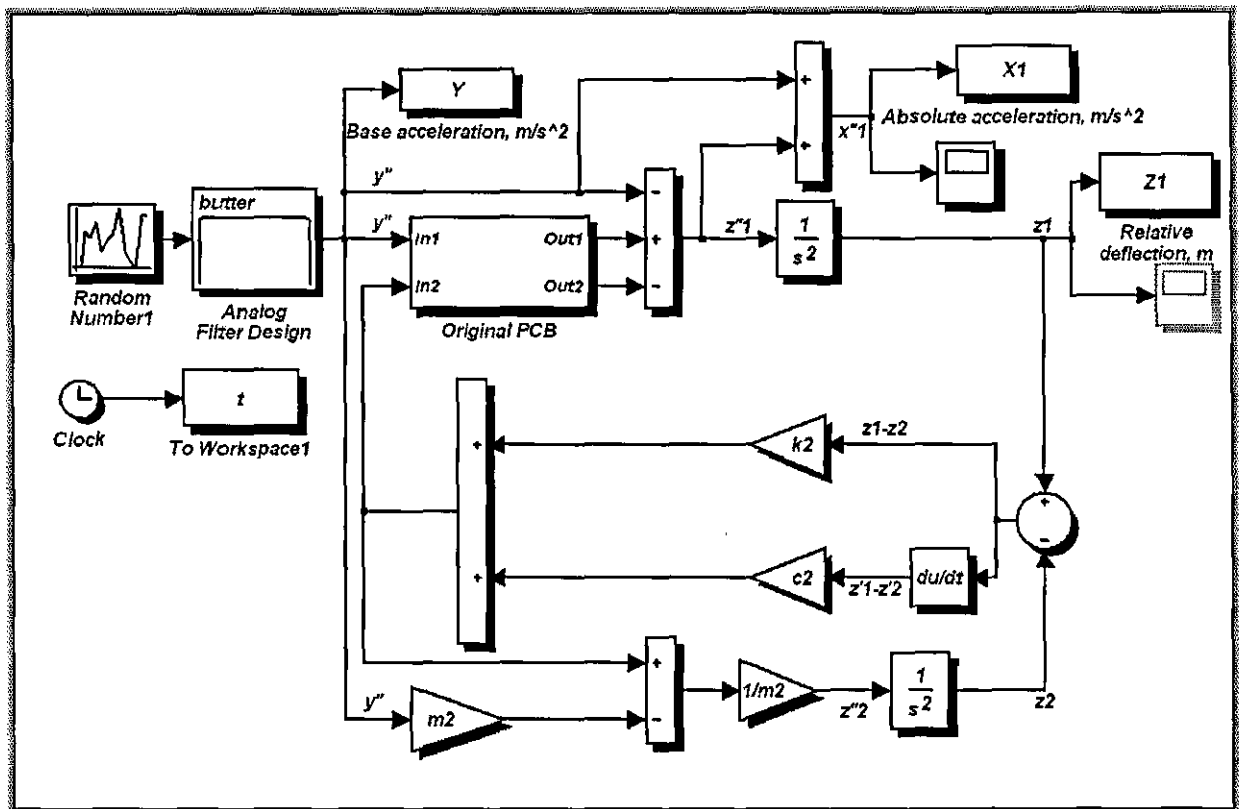 X1
Absolute acceleration, m/s^2
+
+
x"1
Y
Base acceleration, m/s^2
Z1
Relative
deflection, m
y"
butter
y"
In1
In2
Out1
Out2
-
+
-
z"1
1
s2
z1
Random
Number1
Analog
Filter Design
Original PCB
t
Clock
To Workspace1
+
+
k2
z1-z2
+
-
c2
z'1-z'2
du/dt
y"
m2
+
-
1/m2
z"2
1
s2
z2